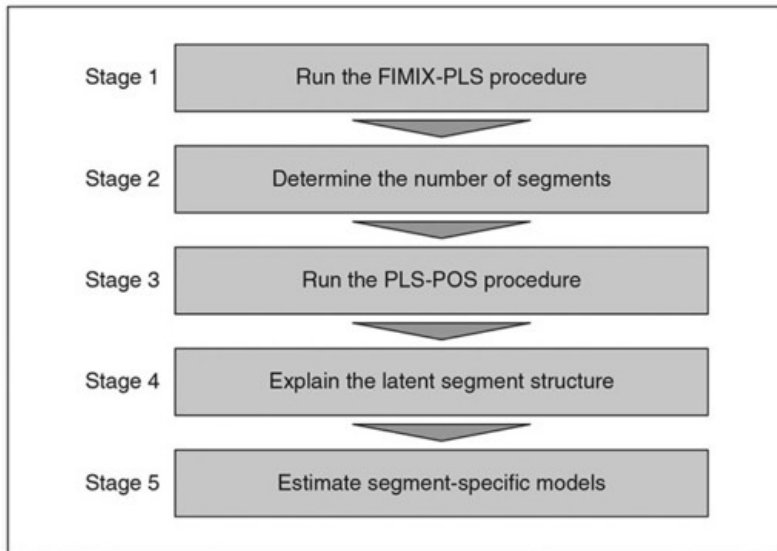 Stage 1 Run the FIMIX-PLS procedure
Stage 2 Determine the number of segments
Stage 3 Run the PLS-POS procedure
Stage 4 Explain the latent segment structure
Stage 5 Estimate segment-specific models